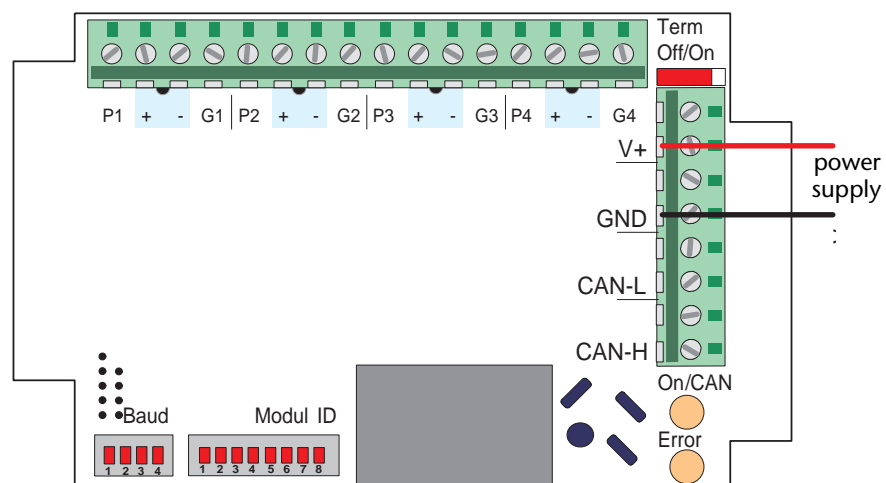 Term
Off/On
P1 + - G1 P2 + - G2 P3 + - G3 P4 + - G4
V+
power
supply
GND
:
CAN-L
CAN-H
On/CAN
Baud Modul ID
Error
1 2 3 4 1 2 3 4 5 6 7 8